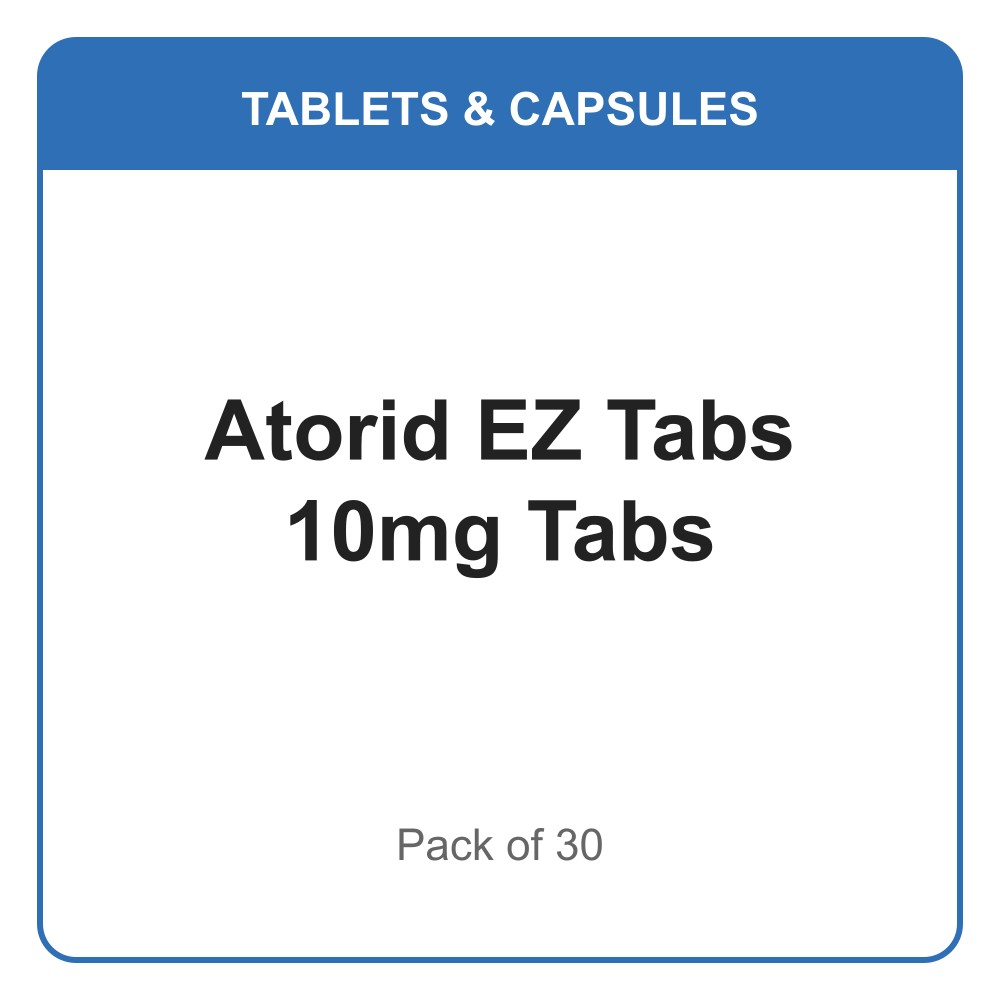 TABLETS & CAPSULES
Atorid EZ Tabs
10mg Tabs
Pack of 30